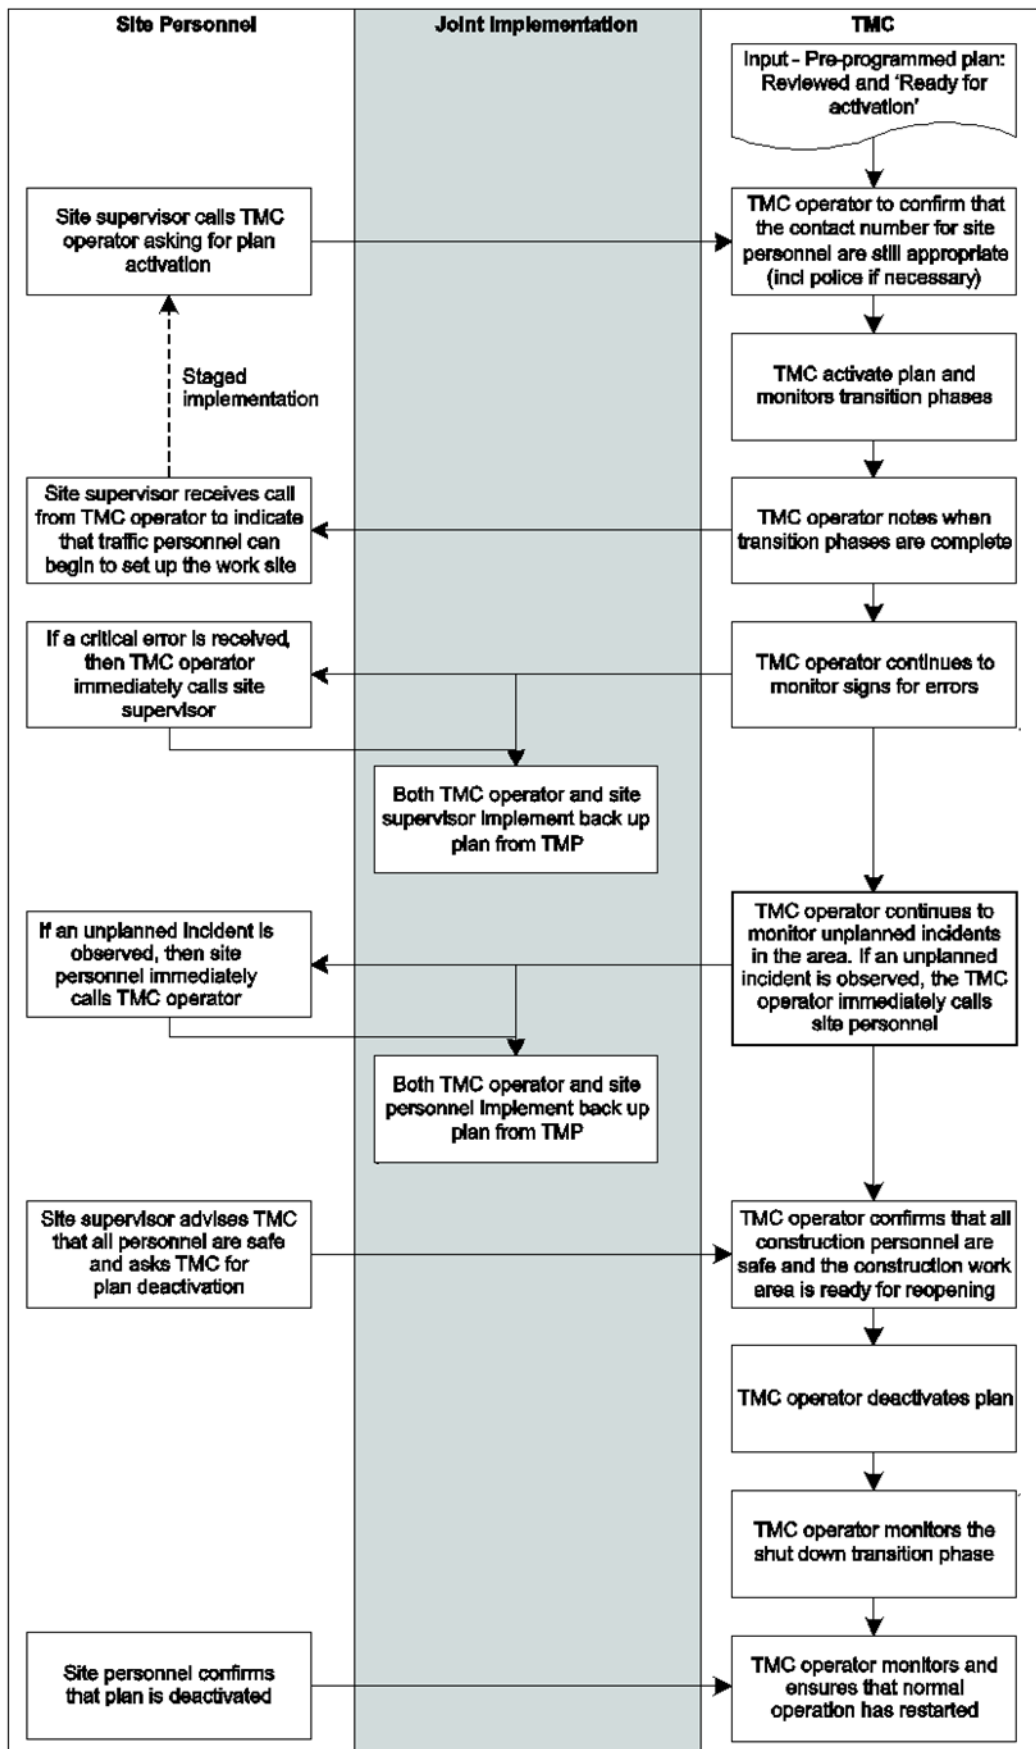 Site Personnel
Joint Implementation
TMC
Input - Pre-programmed plan:
Reviewed and 'Ready for
activation'
Site supervisor calls TMC
operator asking for plan
activation
TMC operator to confirm that
the contact number for site
personnel are still appropriate
(incl police if necessary)
Staged
implementation
TMC activate plan and
monitors transition phases
Site supervisor receives call
from TMC operator to indicate
that traffic personnel can
begin to set up the work site
TMC operator notes when
transition phases are complete
If a critical error is received,
then TMC operator
immediately calls site
supervisor
TMC operator continues to
monitor signs for errors
Both TMC operator and site
supervisor implement back up
plan from TMP
If an unplanned incident is
observed, then site
personnel immediately
calls TMC operator
TMC operator continues to
monitor unplanned incidents
in the area. If an unplanned
incident is observed, the TMC
operator immediately calls
site personnel
Both TMC operator and site
personnel implement back up
plan from TMP
Site supervisor advises TMC
that all personnel are safe
and asks TMC for
plan deactivation
TMC operator confirms that all
construction personnel are
safe and the construction work
area is ready for reopening
TMC operator deactivates plan
TMC operator monitors the
shut down transition phase
Site personnel confirms
that plan is deactivated
TMC operator monitors and
ensures that normal
operation has restarted